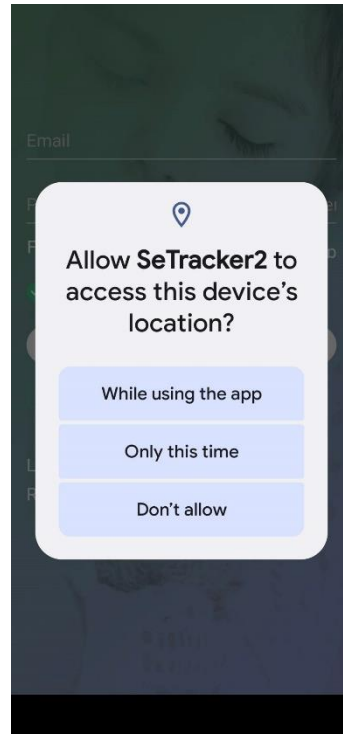 Email
Allow SeTracker2 to
access this device's
location?
While using the app
Only this time
Don't allow